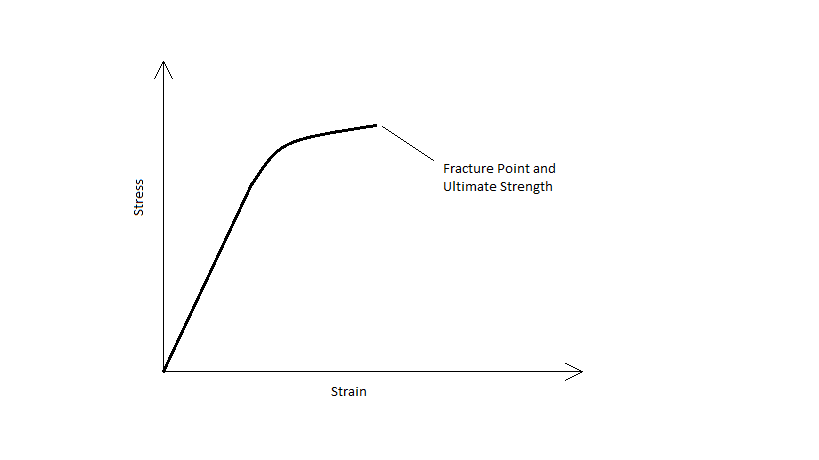 Stress
Fracture Point and
Ultimate Strength
Strain